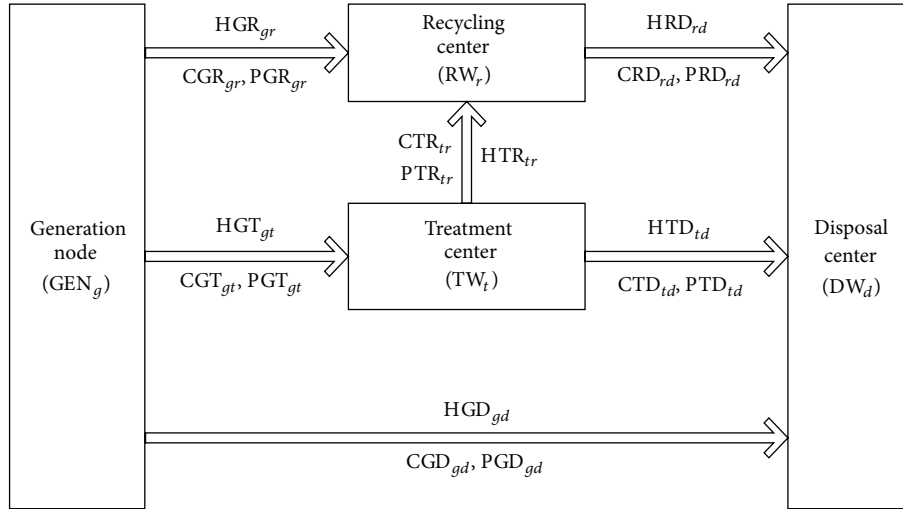 HGR_gr
CGR_gr, PGR_gr
Recycling
center
(RW_r)
HRD_rd
CRD_rd, PRD_rd
CTR_tr
PTR_tr
HTR_tr
Generation
node
(GEN_g)
HGT_gt
CGT_gt, PGT_gt
Treatment
center
(TW_t)
HTD_td
CTD_td, PTD_td
Disposal
center
(DW_d)
HGD_gd
CGD_gd, PGD_gd